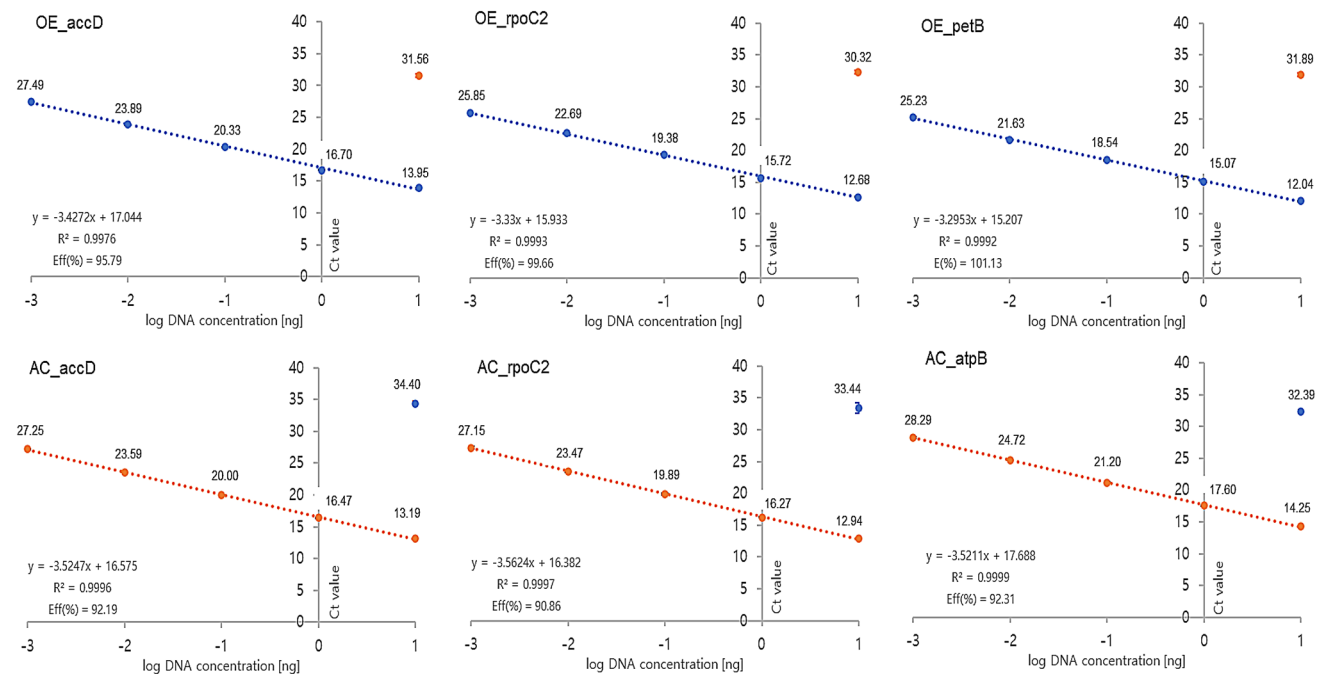 OE_accD
40
35
31.56
30
27.49
25
23.89
20.33
20
16.70
13.95
15
10
5
0
y = -3.4272x + 17.044
R² = 0.9976
Eff(%) = 95.79
Ct value
-3 -2 -1 0 1
log DNA concentration [ng]
OE_rpoC2
40
35
30.32
30
25.85
25
22.69
19.38
20
15.72
12.68
15
10
5
0
y = -3.33x + 15.933
R² = 0.9993
Eff(%) = 99.66
Ct value
-3 -2 -1 0 1
log DNA concentration [ng]
OE_petB
40
35
31.89
30
25.23
25
21.63
18.54
20
15.07
12.04
15
10
5
0
y = -3.2953x + 15.207
R² = 0.9992
E(%) = 101.13
Ct value
-3 -2 -1 0 1
log DNA concentration [ng]
AC_accD
40
35
34.40
30
27.25
25
23.59
20.00
20
16.47
13.19
15
10
5
0
y = -3.5247x + 16.575
R² = 0.9996
Eff(%) = 92.19
Ct value
-3 -2 -1 0 1
log DNA concentration [ng]
AC_rpoC2
40
35
33.44
30
27.15
25
23.47
19.89
20
16.27
12.94
15
10
5
0
y = -3.5624x + 16.382
R² = 0.9997
Eff(%) = 90.86
Ct value
-3 -2 -1 0 1
log DNA concentration [ng]
AC_atpB
40
35
32.39
30
28.29
25
24.72
21.20
20
17.60
14.25
15
10
5
0
y = -3.5211x + 17.688
R² = 0.9999
Eff(%) = 92.31
Ct value
-3 -2 -1 0 1
log DNA concentration [ng]